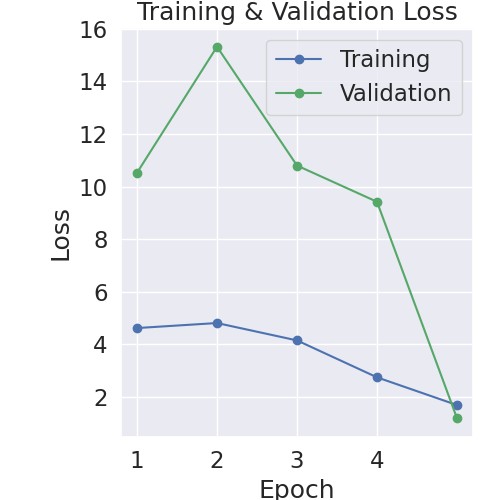 Training & Validation Loss
Training
Validation
Loss
16
14
12
10
8
6
4
2
1 2 3 4
Epoch